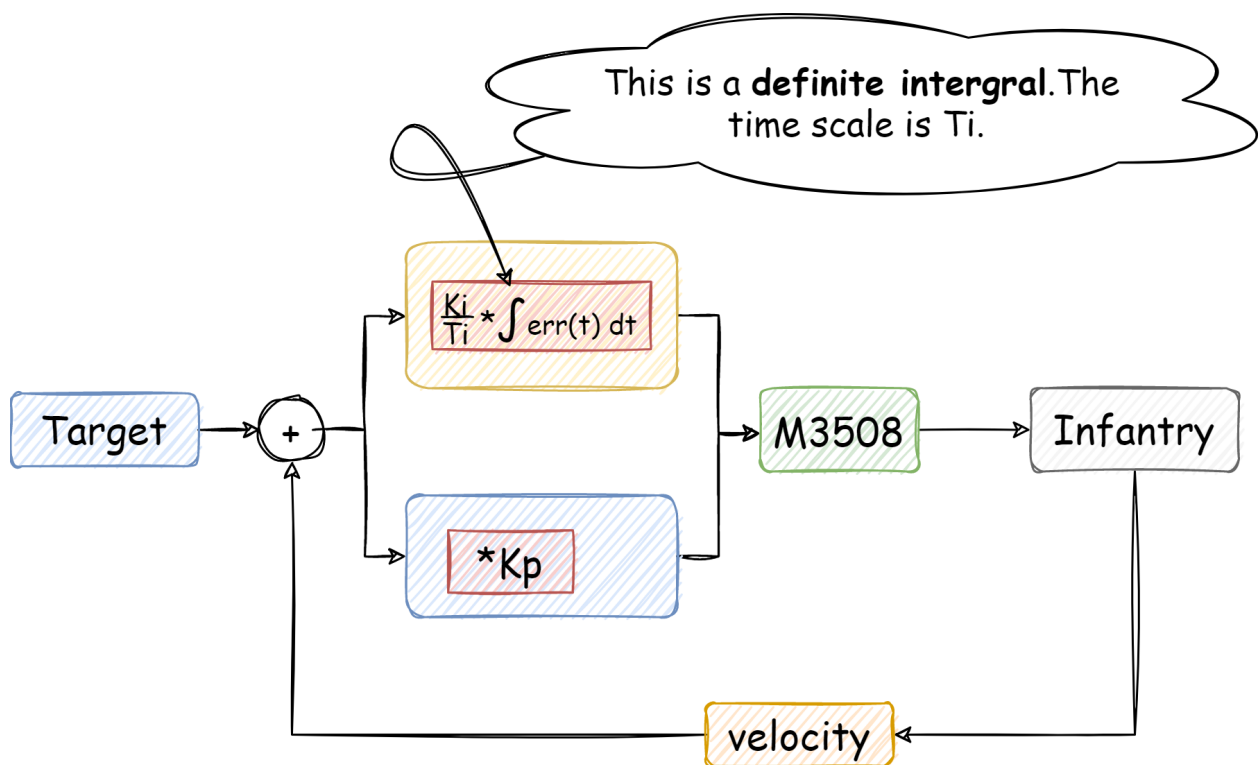 This is a definite intergral.The
time scale is Ti.
Ki/Ti * ∫ err(t) dt
Target
+
M3508
Infantry
*Kp
velocity